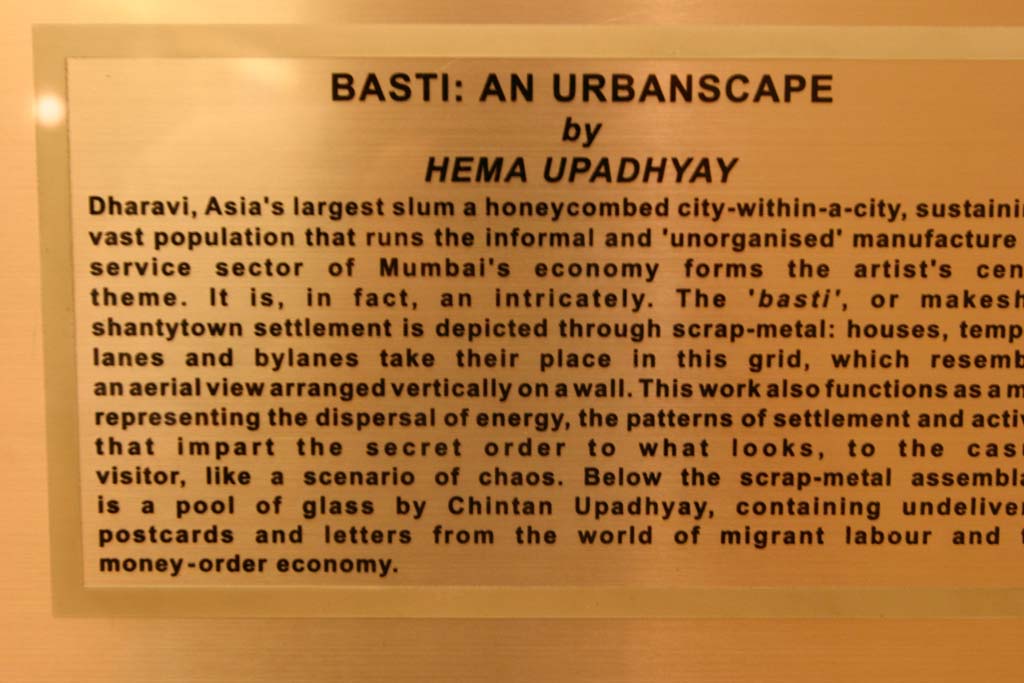 BASTI: AN URBANSCAPE
by
HEMA UPADHYAY
Dharavi, Asia's largest slum a honeycombed city-within-a-city, sustaini
vast population that runs the informal and 'unorganised' manufacture
service sector of Mumbai's economy forms the artist's cen
theme. It is, in fact, an intricately. The 'basti', or makesh
shantytown settlement is depicted through scrap-metal: houses, temp
lanes and bylanes take their place in this grid, which resemb
an aerial view arranged vertically on a wall. This work also functions as a m
representing the dispersal of energy, the patterns of settlement and activ
that impart the secret order to what looks, to the cas
visitor, like a scenario of chaos. Below the scrap-metal assembla
is a pool of glass by Chintan Upadhyay, containing undeliver
postcards and letters from the world of migrant labour and t
money-order economy.